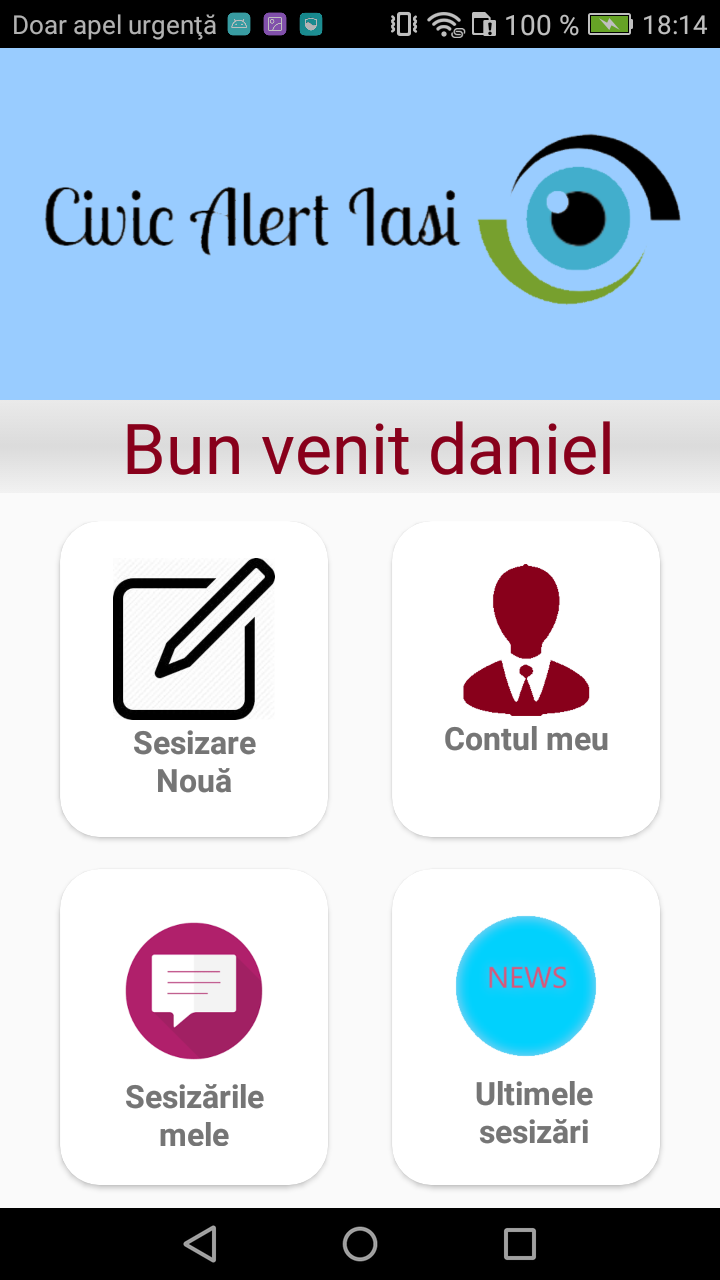 Doar apel urgenţă 100 % 18:14
Civic Alert Iasi
Bun venit daniel
Sesizare
Nouă
Contul meu
Sesizările
mele
NEWS
Ultimele
sesizări